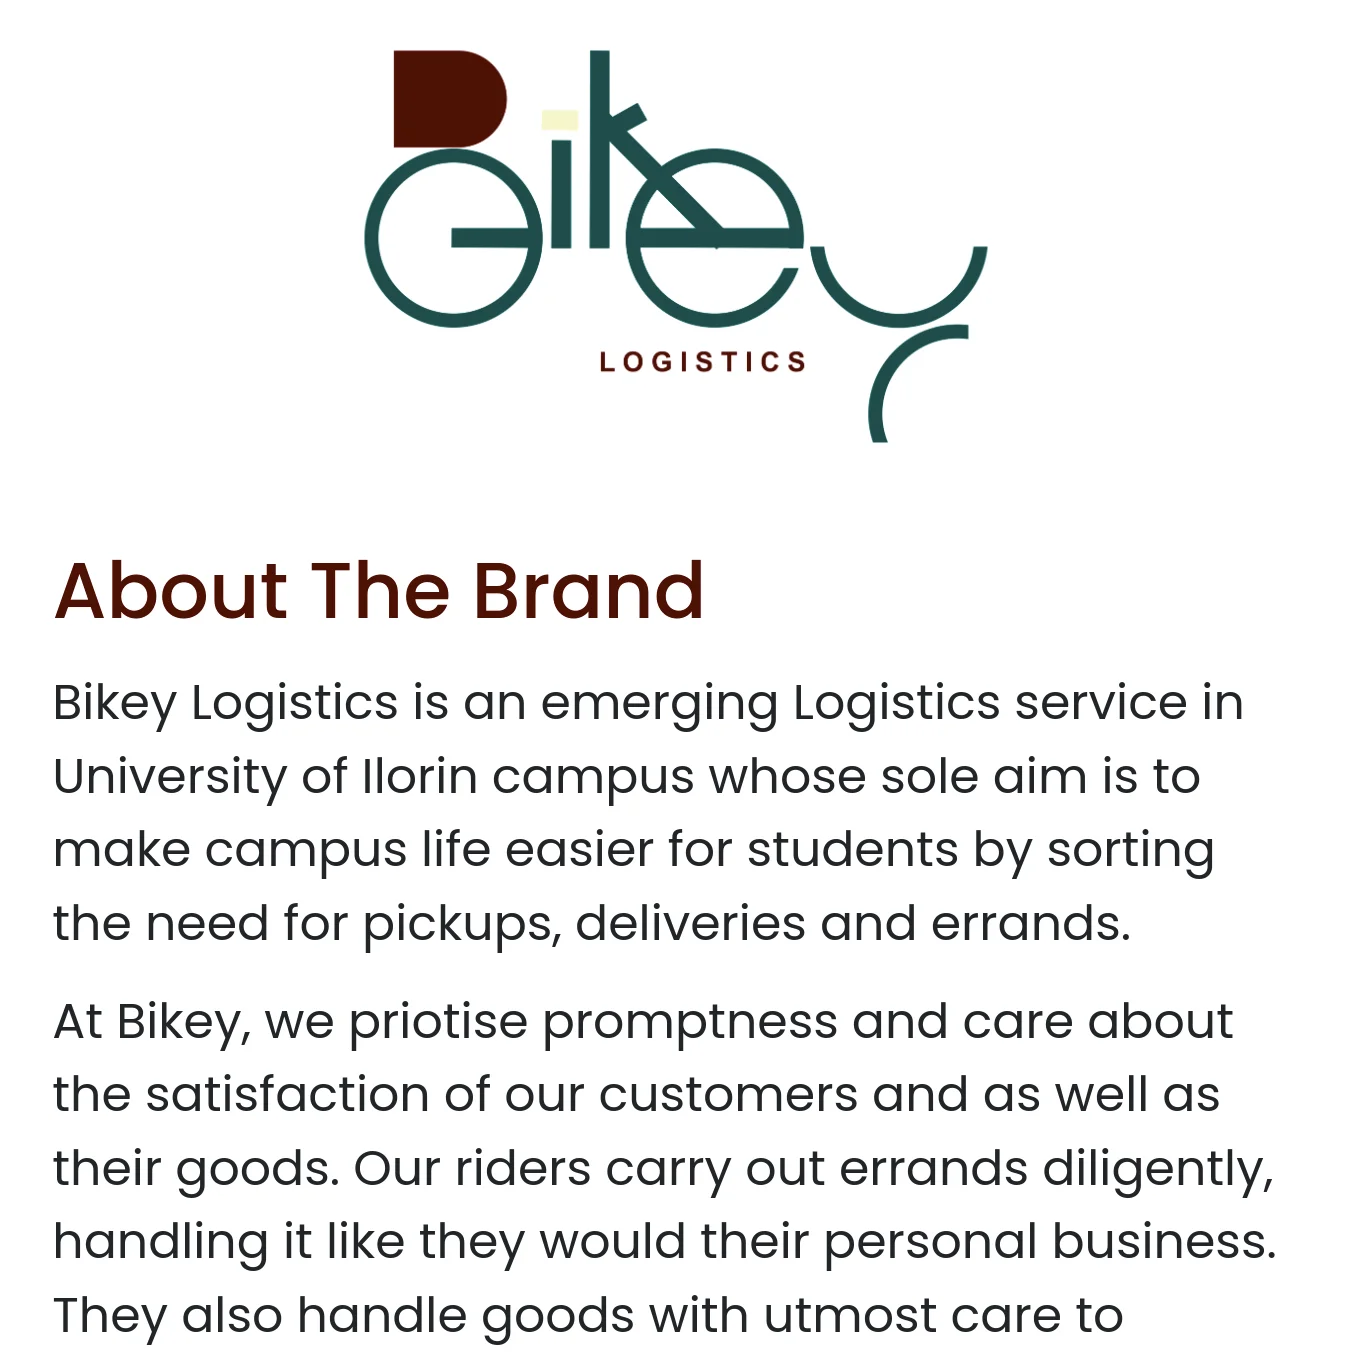 Bikey
LOGISTICS
About The Brand
Bikey Logistics is an emerging Logistics service in
University of Ilorin campus whose sole aim is to
make campus life easier for students by sorting
the need for pickups, deliveries and errands.
At Bikey, we priotise promptness and care about
the satisfaction of our customers and as well as
their goods. Our riders carry out errands diligently,
handling it like they would their personal business.
They also handle goods with utmost care to